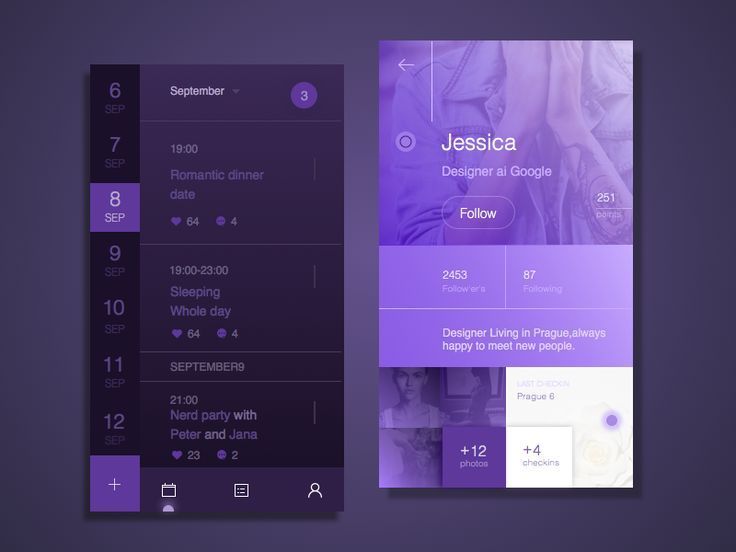 6
SEP
7
SEP
8
SEP
9
SEP
10
SEP
11
SEP
12
SEP
September
3
19:00
Romantic dinner
date
64 4
19:00-23:00
Sleeping
Whole day
64 4
SEPTEMBER9
21:00
Nerd party with
Peter and Jana
23 2
Jessica
Designer ai Google
Follow
251
points
2453
Follow'er's
87
Following
Designer Living in Prague,always
happy to meet new people.
LAST CHECKIN
Prague 6
+12
photos
+4
checkins